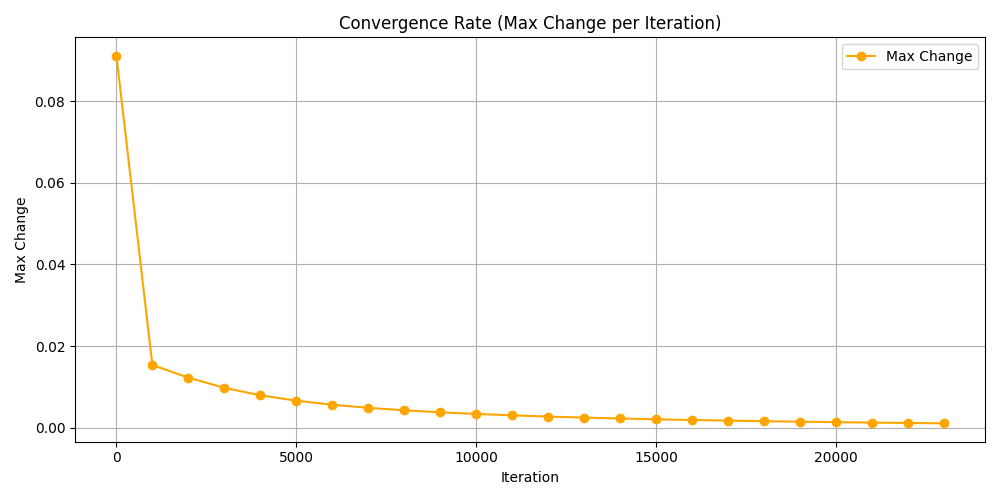 Convergence Rate (Max Change per Iteration)
Max Change
0.08
0.06
0.04
0.02
0.00
Max Change
0
5000
10000
15000
20000
Iteration